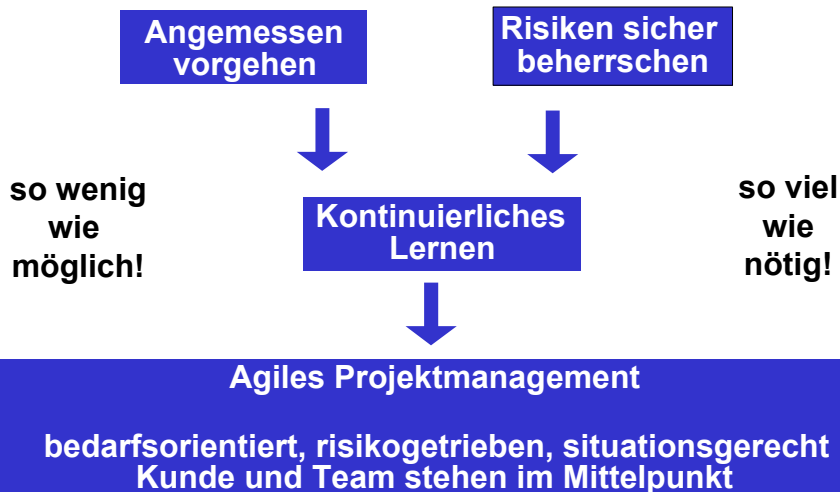 Angemessen
vorgehen
Risiken sicher
beherrschen
so wenig
wie
möglich!
Kontinuierliches
Lernen
so viel
wie
nötig!
Agiles Projektmanagement
bedarfsorientiert, risikogetrieben, situationsgerecht
Kunde und Team stehen im Mittelpunkt